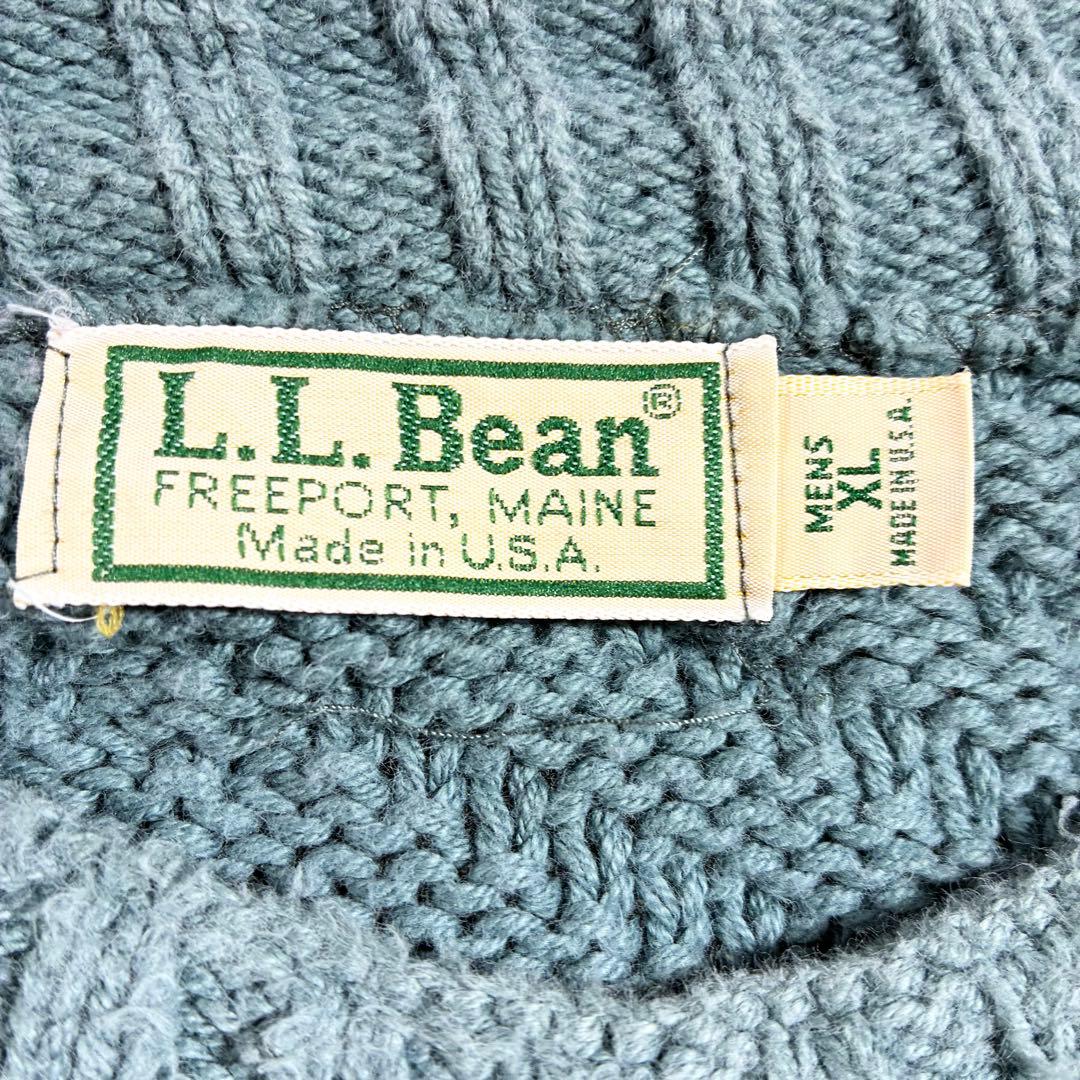 L.L.Bean®
FREEPORT, MAINE
Made in U.S.A.
MENS
XL
MADE IN U.S.A.